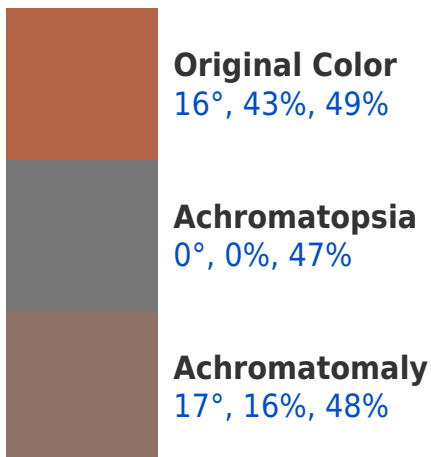 Original Color
16°, 43%, 49%
Achromatopsia
0°, 0%, 47%
Achromatomaly
17°, 16%, 48%